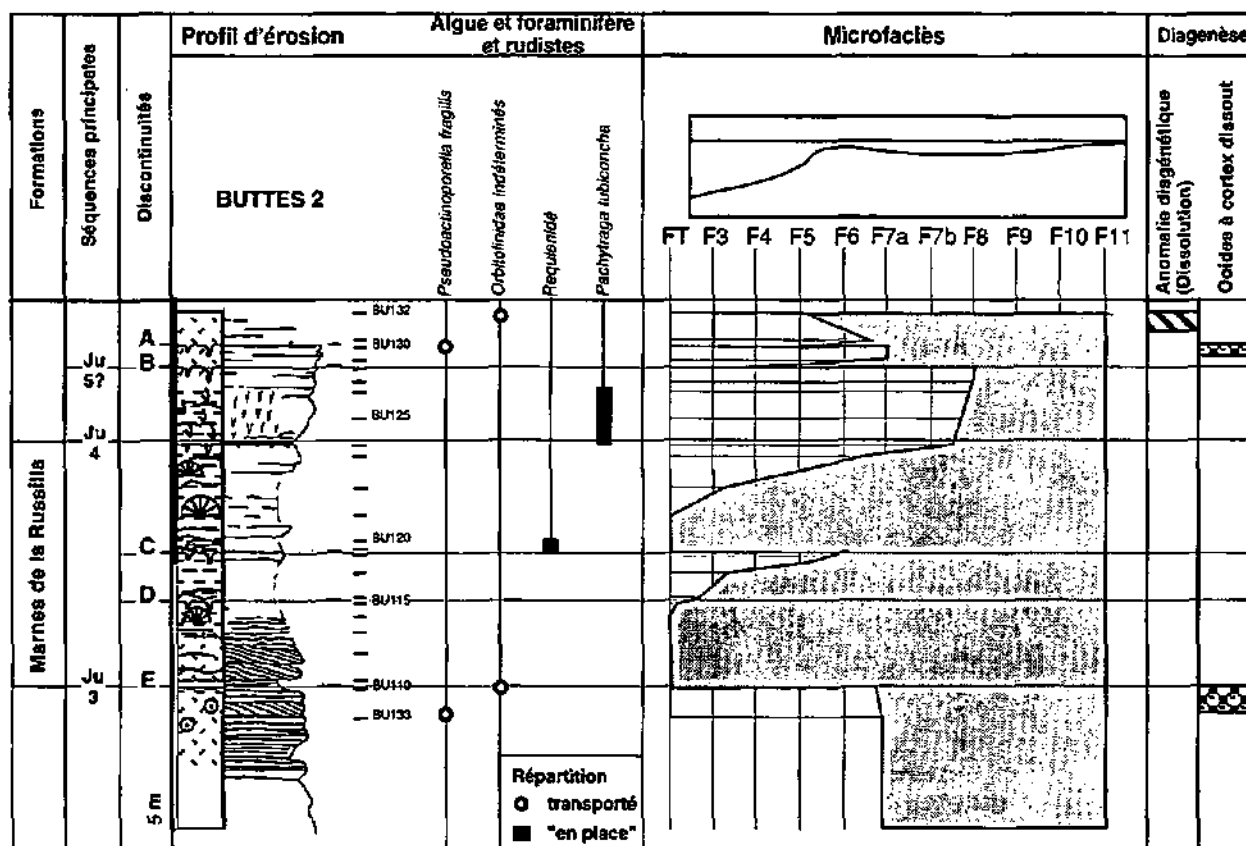 Formations
Séquences principales
Discontinuités
Profil d'érosion
Algue et foraminifère
et rudistes
Microfaciès
Diagenèse
BUTTES 2
Pseudoactinoporella fragilis
Orbitolinidae indéterminés
Requienidé
Pachytraga tubiconcha
FT F3 F4 F5 F6 F7a F7b F8 F9 F10 F11
Anomalie diagénétique
(Dissolution)
Ooides à cortex dissout
BU132
A
BU130
B
Ju
5?
BU125
Ju
4
BU120
C
D
BU115
Marnes de la Russille
Ju
3
E
BU110
BU133
5 m
Répartition
transporté
"en place"